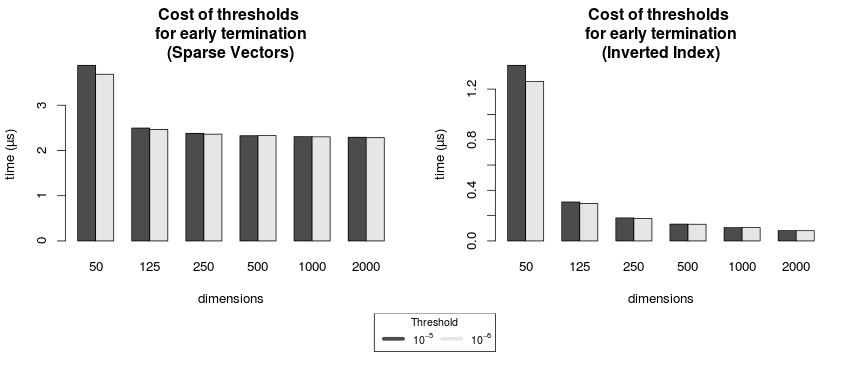 Cost of thresholds
for early termination
(Sparse Vectors)
time (µs)
3
2
1
0
50 125 250 500 1000 2000
dimensions
Cost of thresholds
for early termination
(Inverted Index)
time (µs)
1.2
0.8
0.4
0.0
50 125 250 500 1000 2000
dimensions
Threshold
10⁻⁵ 10⁻⁶